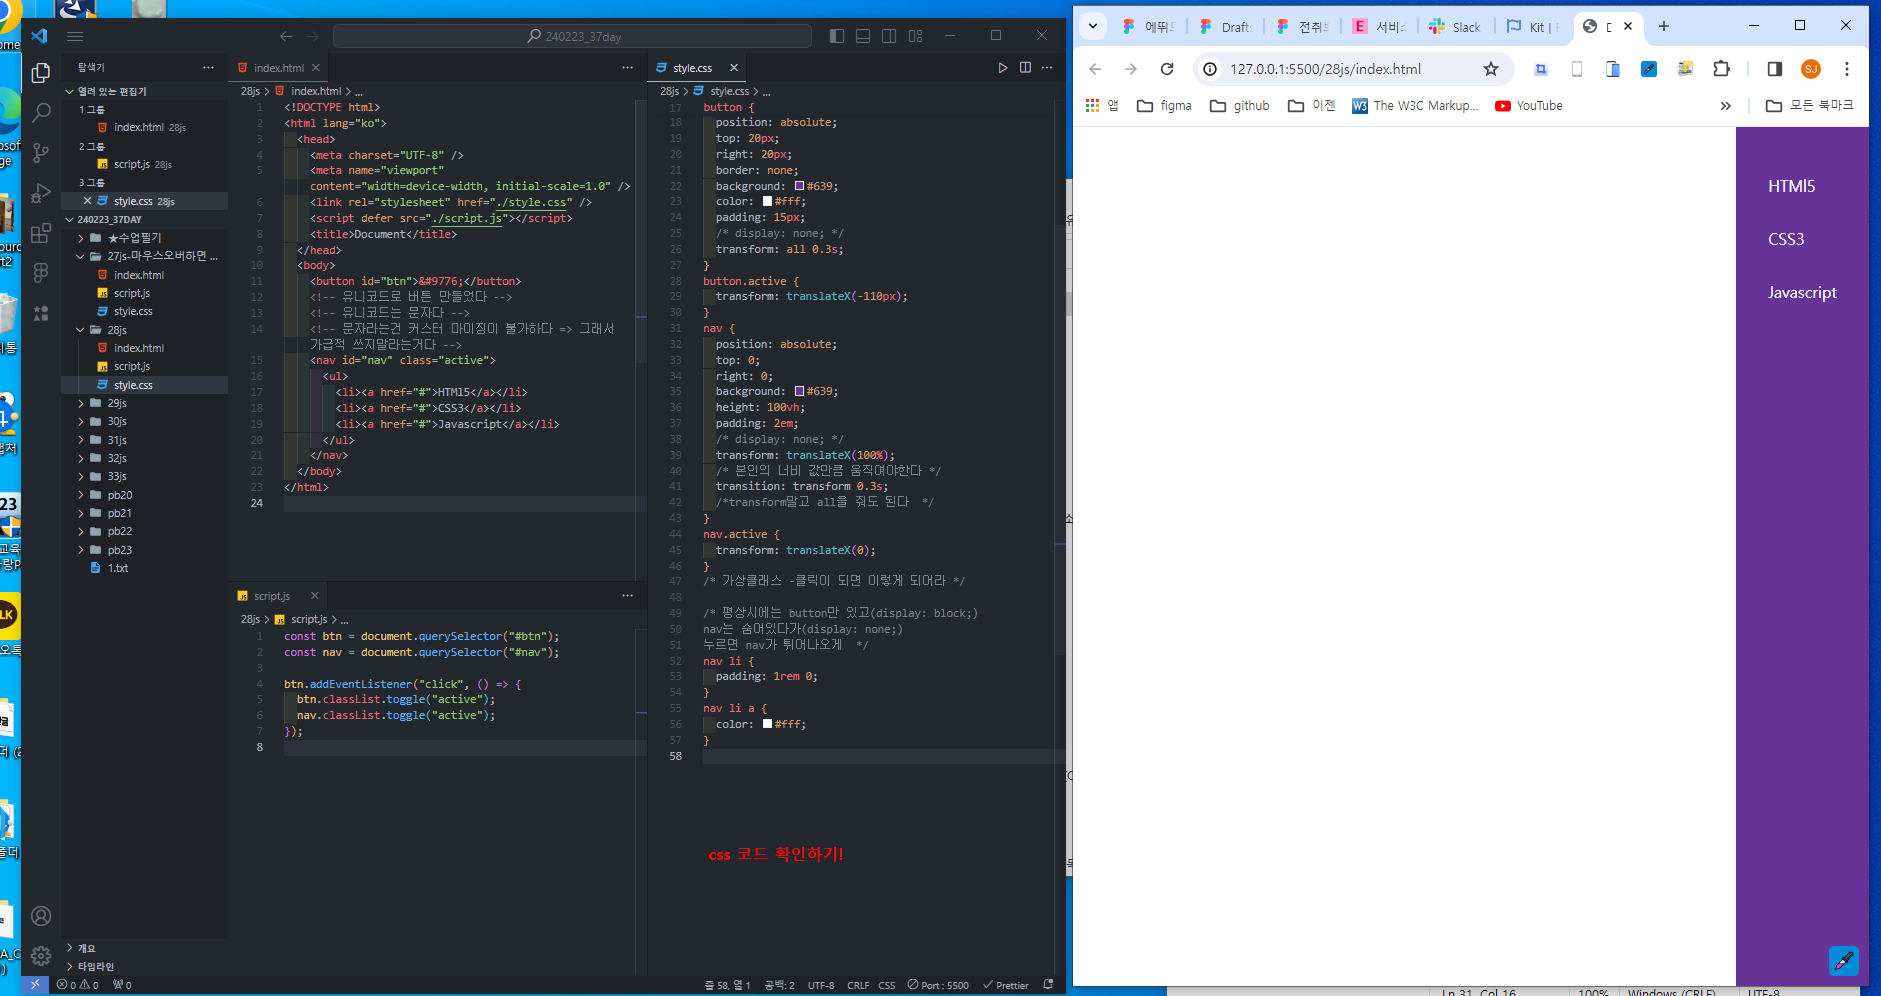 240223_37day
탐색기
열려 있는 편집기
1 그룹
index.html 28js
2 그룹
script.js 28js
3 그룹
style.css 28js
240223_37DAY
★수업필기
27js-마우스오버하면 ...
index.html
script.js
style.css
28js
index.html
script.js
style.css
29js
30js
31js
32js
33js
pb20
pb21
pb22
pb23
1.txt
개요
타임라인
index.html
28js > index.html > ...
1 <!DOCTYPE html>
2 <html lang="ko">
3 <head>
4 <meta charset="UTF-8" />
5 <meta name="viewport"
content="width=device-width, initial-scale=1.0" />
6 <link rel="stylesheet" href="./style.css" />
7 <script defer src="./script.js"></script>
8 <title>Document</title>
9 </head>
10 <body>
11 <button id="btn">&#9776;</button>
12 <!-- 유니코드로 버튼 만들었다 -->
13 <!-- 유니코드는 문자다 -->
14 <!-- 문자라는건 커스터 마이징이 불가하다 => 그래서
가급적 쓰지말라는거다 -->
15 <nav id="nav" class="active">
16 <ul>
17 <li><a href="#">HTMl5</a></li>
18 <li><a href="#">CSS3</a></li>
19 <li><a href="#">Javascript</a></li>
20 </ul>
21 </nav>
22 </body>
23 </html>
24
script.js
28js > script.js > ...
1 const btn = document.querySelector("#btn");
2 const nav = document.querySelector("#nav");
3
4 btn.addEventListener("click", () => {
5 btn.classList.toggle("active");
6 nav.classList.toggle("active");
7 });
8
style.css
28js > style.css > ...
17 button {
18 position: absolute;
19 top: 20px;
20 right: 20px;
21 border: none;
22 background: #639;
23 color: #fff;
24 padding: 15px;
25 /* display: none; */
26 transform: all 0.3s;
27 }
28 button.active {
29 transform: translateX(-110px);
30 }
31 nav {
32 position: absolute;
33 top: 0;
34 right: 0;
35 background: #639;
36 height: 100vh;
37 padding: 2em;
38 /* display: none; */
39 transform: translateX(100%);
40 /* 본인의 너비 값만큼 움직여야한다 */
41 transition: transform 0.3s;
42 /*transform말고 all을 줘도 된다 */
43 }
44 nav.active {
45 transform: translateX(0);
46 }
47 /* 가상클래스 -클릭이 되면 이렇게 되어라 */
48
49 /* 평상시에는 button만 있고(display: block;)
50 nav는 숨어있다가(display: none;)
51 누르면 nav가 튀어나오게 */
52 nav li {
53 padding: 1rem 0;
54 }
55 nav li a {
56 color: #fff;
57 }
58
css 코드 확인하기!
0 0 0 줄 58, 열 1 공백: 2 UTF-8 CRLF CSS Port : 5500 Prettier
Drafts Slack Kit | F
127.0.0.1:5500/28js/index.html SJ
앱 figma github 이젠 The W3C Markup... YouTube » 모든 북마크
HTMl5
CSS3
Javascript
Ln 31, Col 16 100% Windows (CRLF) UTF-8